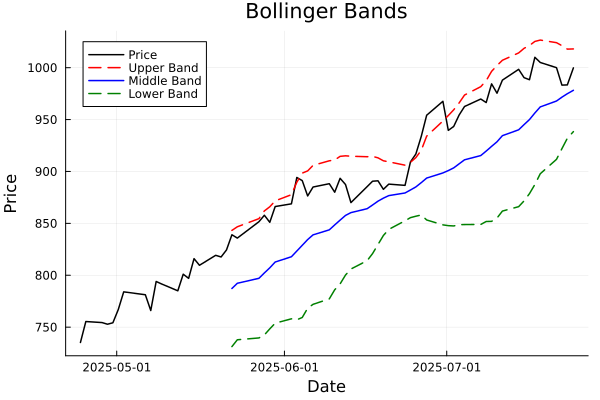 Bollinger Bands
Price
Upper Band
Middle Band
Lower Band
1000
950
900
850
800
750
Price
2025-05-01
2025-06-01
2025-07-01
Date